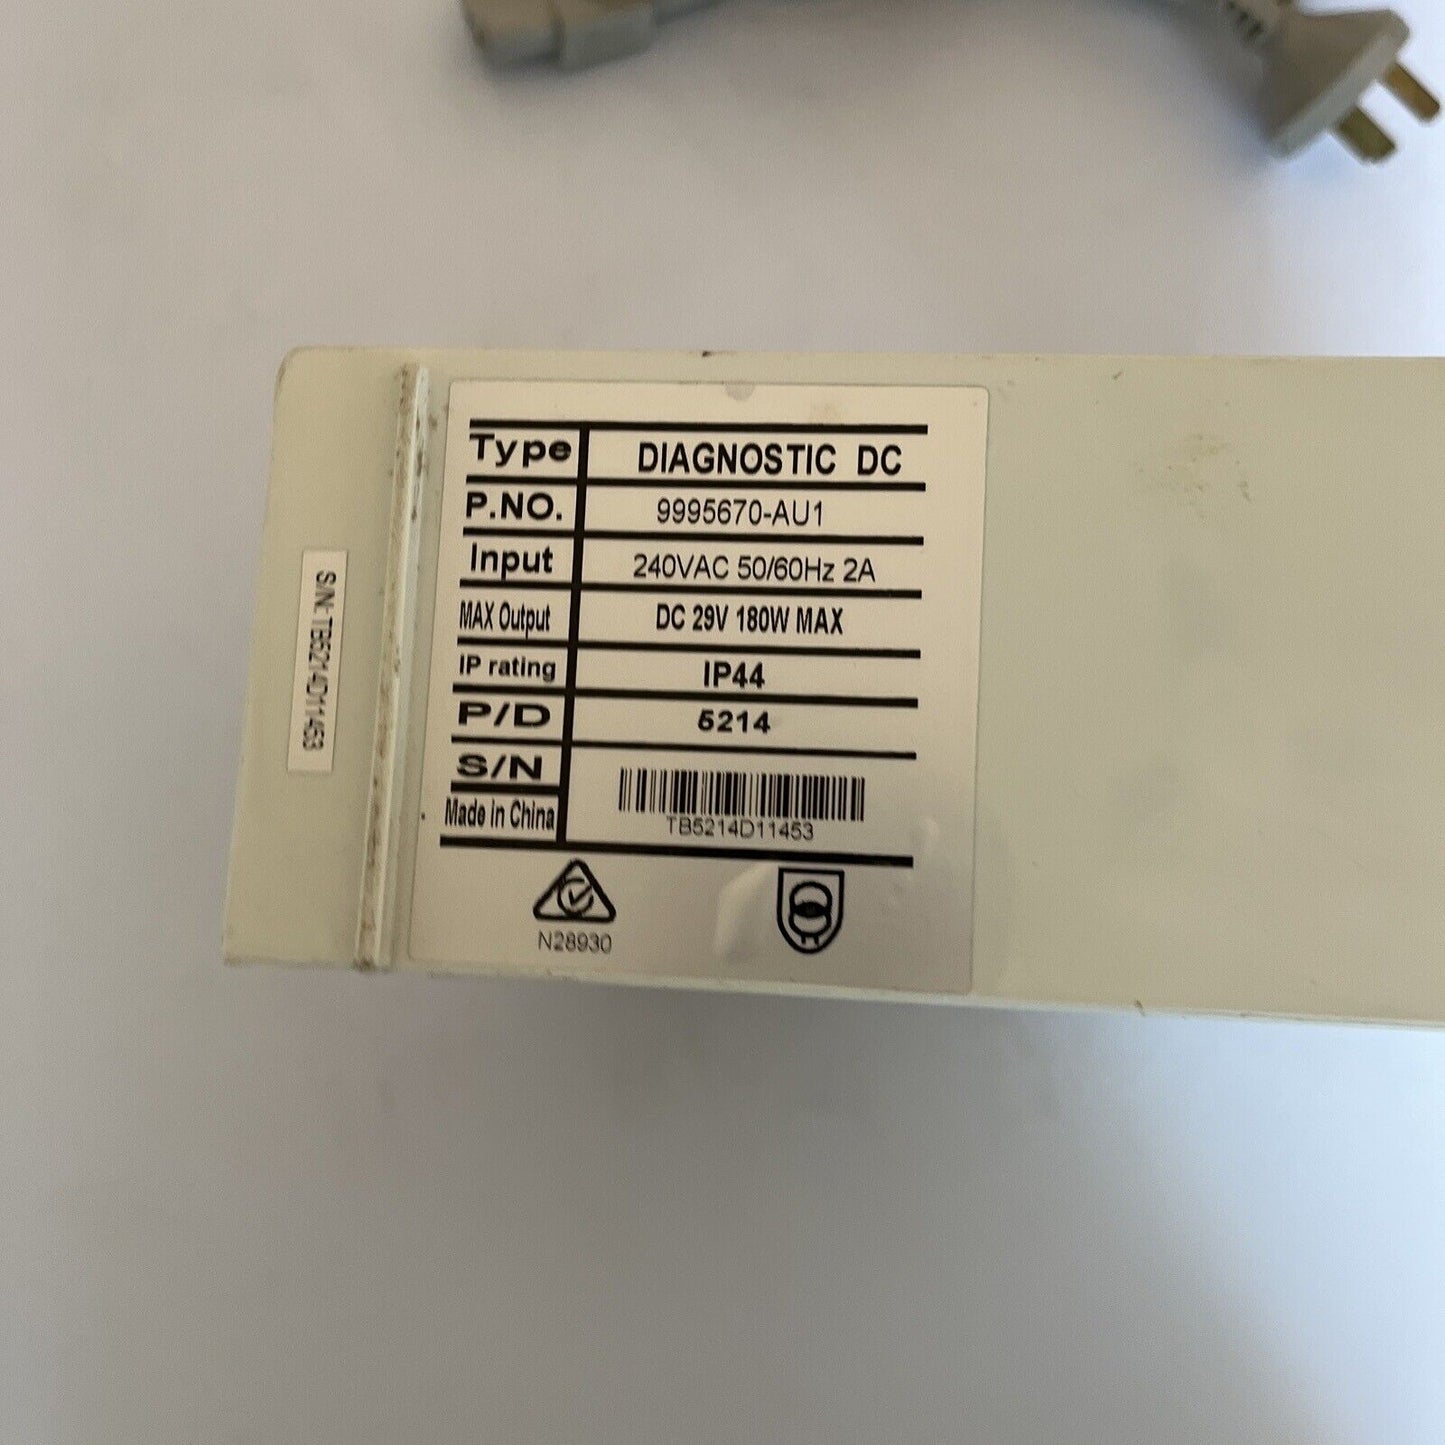 Type DIAGNOSTIC DC
P.NO. 9995670-AU1
Input 240VAC 50/60Hz 2A
MAX Output DC 29V 180W MAX
IP rating IP44
P/D 5214
S/N
Made in China
TB5214D11453
N28930
S/N-TB5214D11453